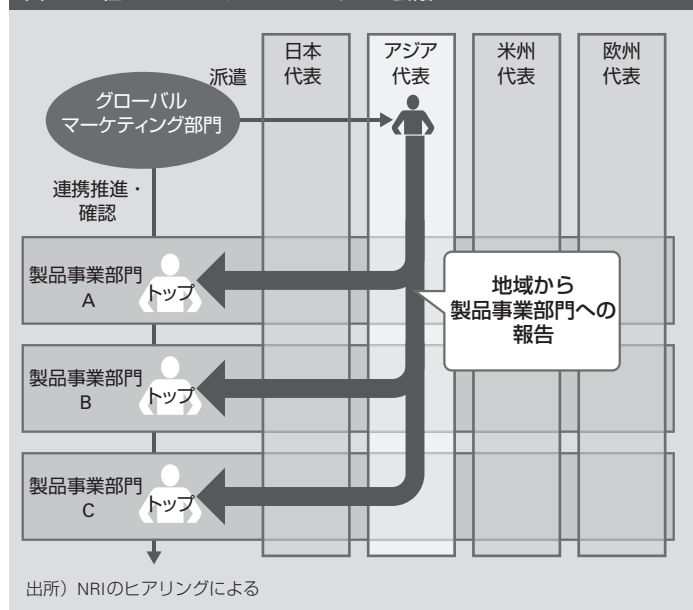 日本
代表
アジア
代表
米州
代表
欧州
代表
派遣
グローバル
マーケティング部門
連携推進・
確認
製品事業部門
A
トップ
地域から
製品事業部門への
報告
製品事業部門
B
トップ
製品事業部門
C
トップ
出所）NRIのヒアリングによる